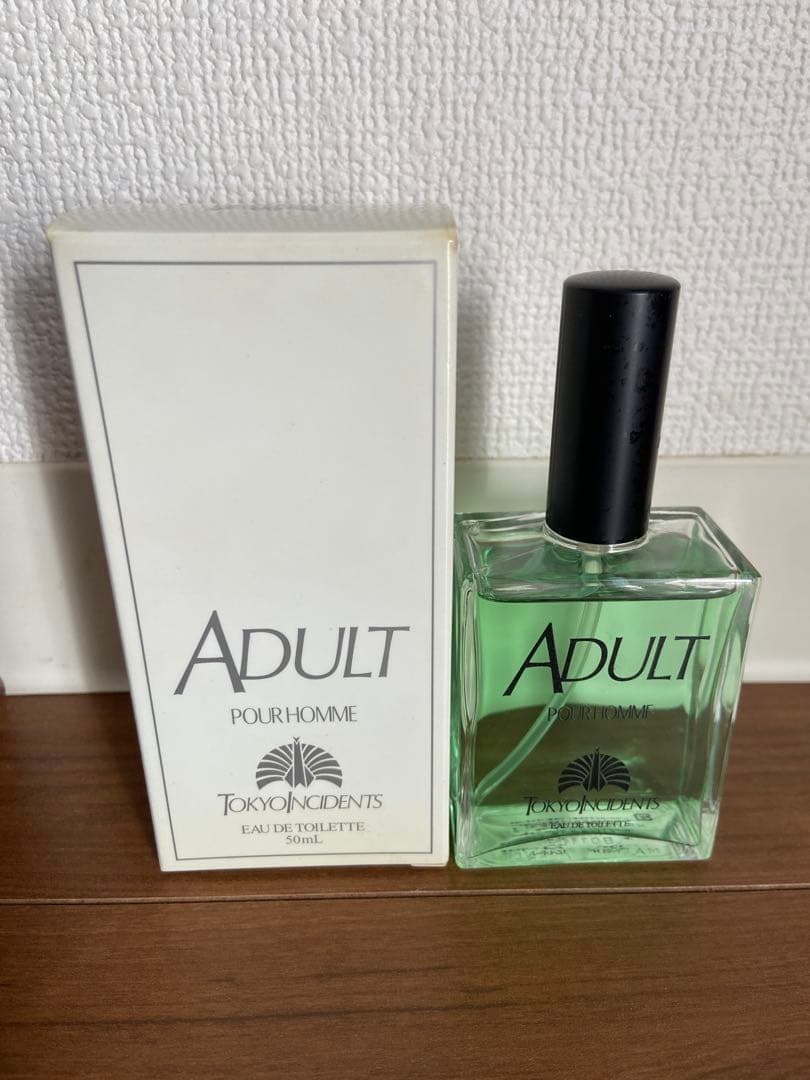 ADULT
POUR HOMME
TOKYO INCIDENTS
EAU DE TOILETTE
50mL
ADULT
POUR HOMME
TOKYO INCIDENTS
EAU DE TOILETTE